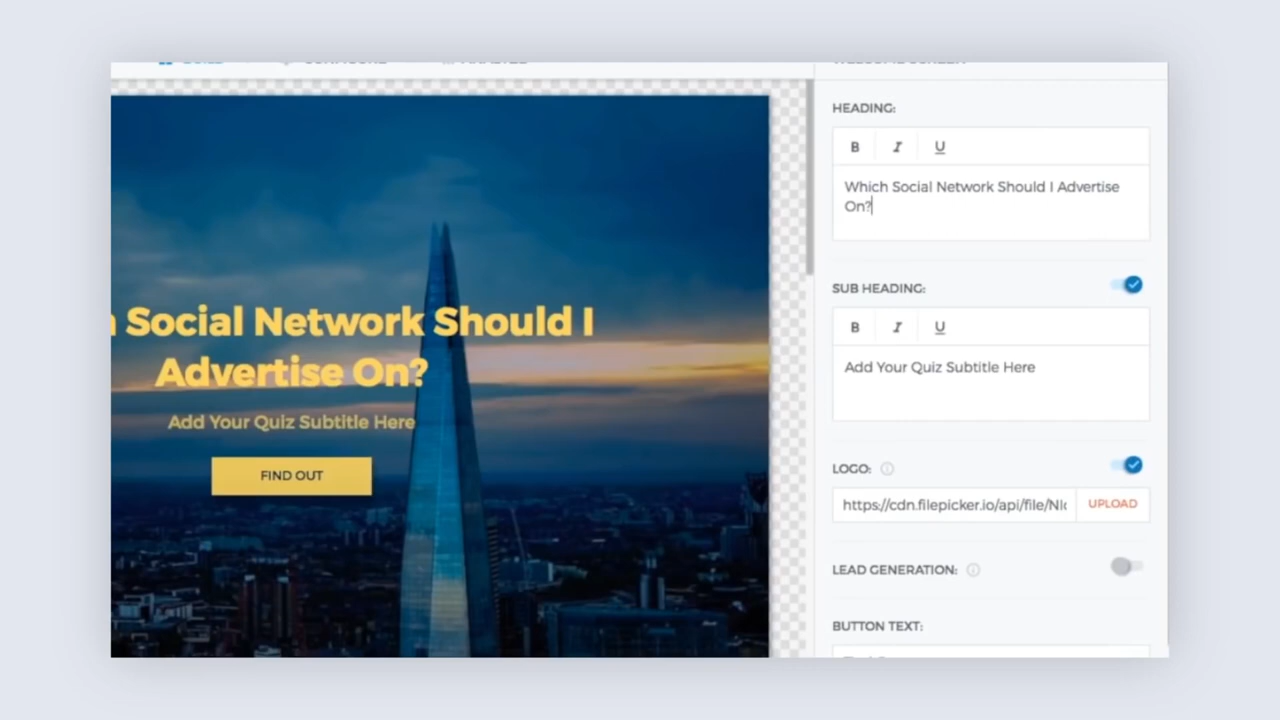 HEADING:
B I U
Which Social Network Should I Advertise
On?
Social Network Should I
Advertise On?
Add Your Quiz Subtitle Here
FIND OUT
SUB HEADING:
B I U
Add Your Quiz Subtitle Here
LOGO:
https://cdn.filepicker.io/api/file/Nl
UPLOAD
LEAD GENERATION:
BUTTON TEXT: